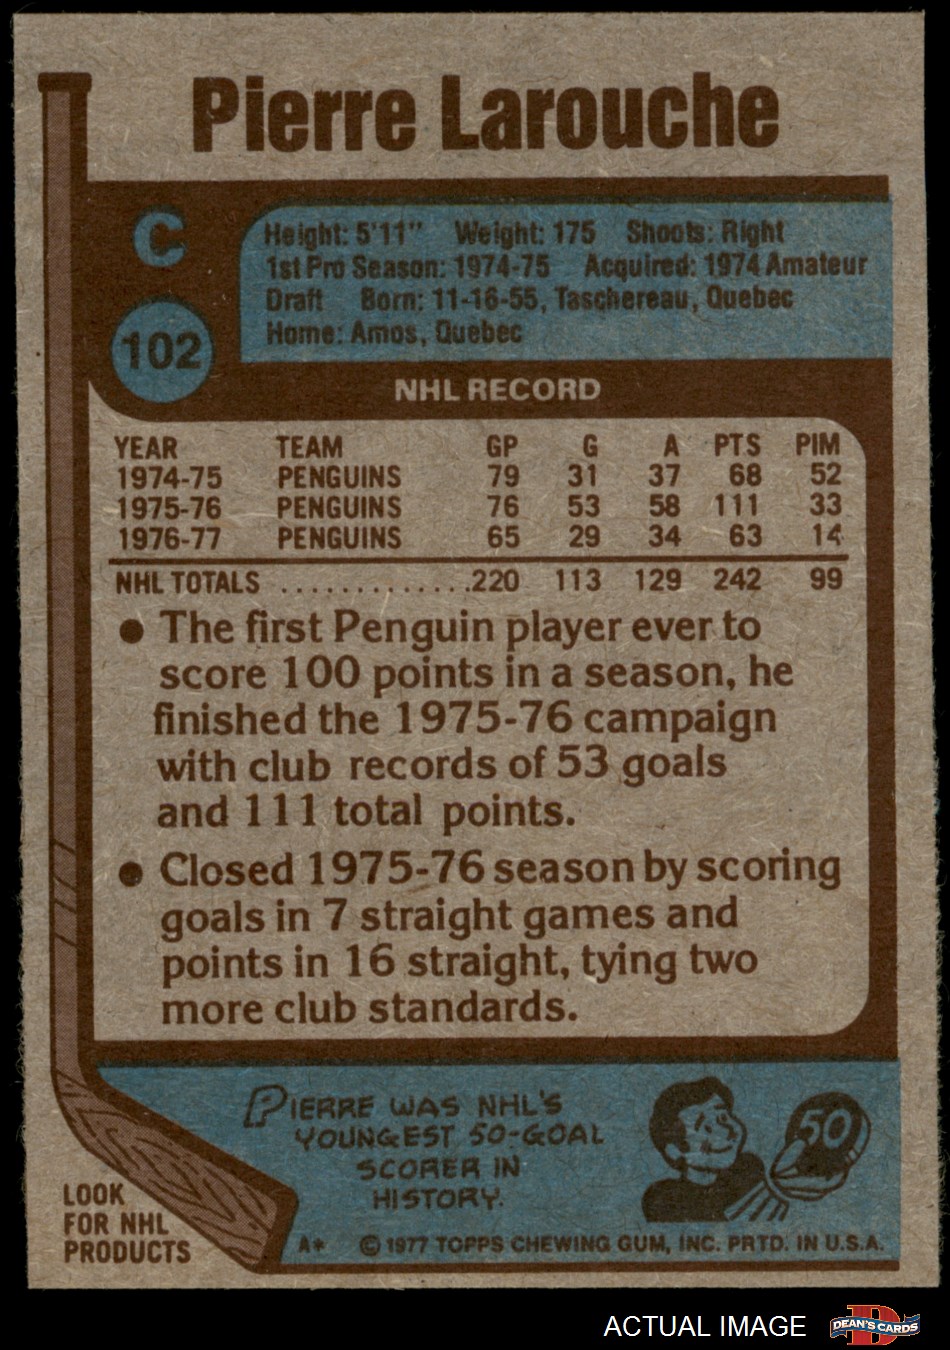 Pierre Larouche
C
Height: 5'11" Weight: 175 Shoots: Right
1st Pro Season: 1974-75 Acquired: 1974 Amateur
Draft Born: 11-16-55, Taschereau, Quebec
Home: Amos, Quebec
102
NHL RECORD
YEAR TEAM GP G A PTS PIM
1974-75 PENGUINS 79 31 37 68 52
1975-76 PENGUINS 76 53 58 111 33
1976-77 PENGUINS 65 29 34 63 14
NHL TOTALS ..............220 113 129 242 99
● The first Penguin player ever to
score 100 points in a season, he
finished the 1975-76 campaign
with club records of 53 goals
and 111 total points.
● Closed 1975-76 season by scoring
goals in 7 straight games and
points in 16 straight, tying two
more club standards.
PIERRE WAS NHL'S
YOUNGEST 50-GOAL
SCORER IN
HISTORY.
50
LOOK
FOR NHL
PRODUCTS
A* © 1977 TOPPS CHEWING GUM, INC. PRTD. IN U.S.A.
ACTUAL IMAGE
D
DEAN'S CARDS